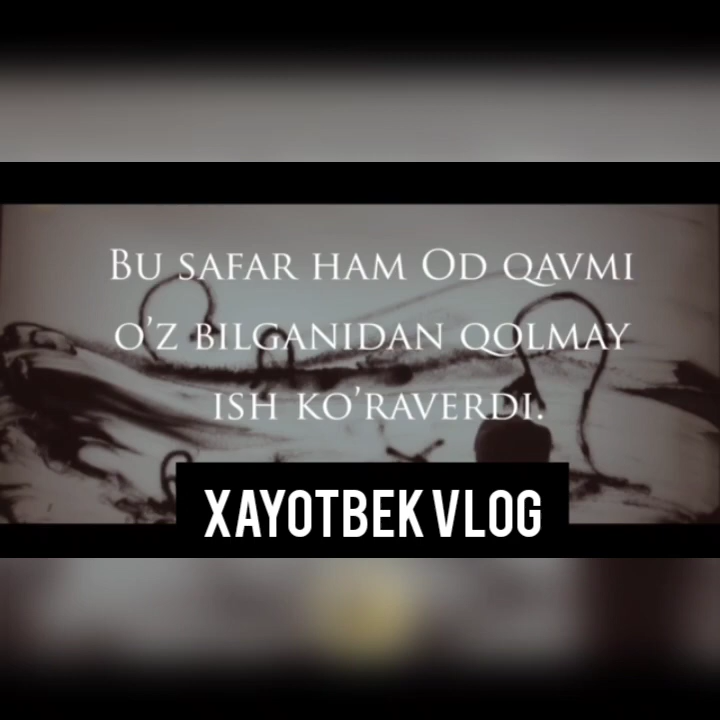 Bu safar ham Od qavmi
o'z bilganidan qolmay
ish ko'raverdi.
XAYOTBEK VLOG